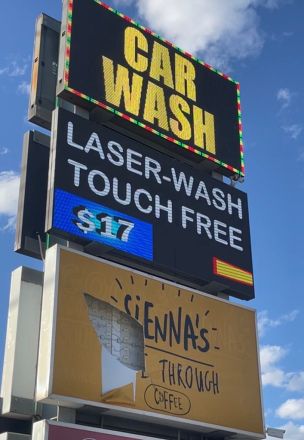 CAR
WASH
LASER-WASH
TOUCH FREE
$17
SiENNA'S
THROUGH
COFFEE